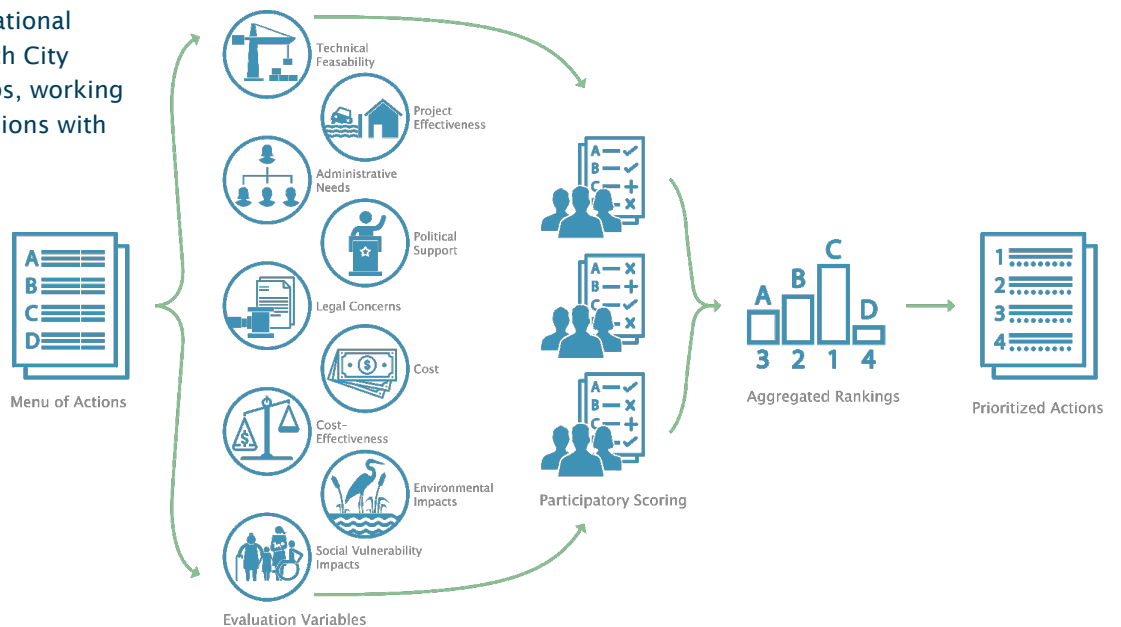 ational
th City
os, working
ions with
Technical
Feasability
Project
Effectiveness
Administrative
Needs
Political
Support
Legal Concerns
Cost
Cost-
Effectiveness
Environmental
Impacts
Social Vulnerability
Impacts
Evaluation Variables
A
B
C
D
Menu of Actions
A
B
C
A
B
C
A
B
C
Participatory Scoring
A
B
C
D
3 2 1 4
Aggregated Rankings
1
2
3
4
Prioritized Actions